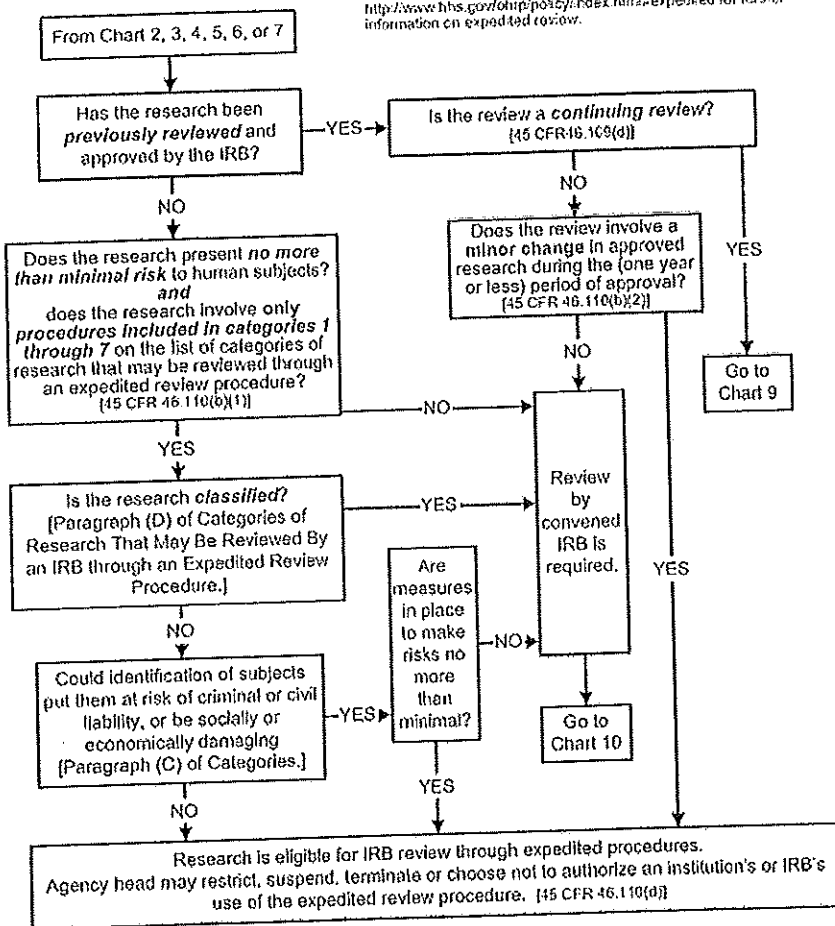 information on expedited review.
From Chart 2, 3, 4, 5, 6, or 7
Has the research been
previously reviewed and
approved by the IRB?
YES
Is the review a continuing review?
[45 CFR 46.109(d)]
NO
NO
YES
Does the research present no more
than minimal risk to human subjects?
and
does the research involve only
procedures included in categories 1
through 7 on the list of categories of
research that may be reviewed through
an expedited review procedure?
[45 CFR 46.110(b)(1)]
Does the review involve a
minor change in approved
research during the (one year
or less) period of approval?
[45 CFR 46.110(b)(2)]
NO
Go to
Chart 9
NO
YES
Is the research classified?
[Paragraph (D) of Categories of
Research That May Be Reviewed By
an IRB through an Expedited Review
Procedure.]
YES
Review
by
convened
IRB is
required.
YES
NO
Are
measures
in place
to make
risks no
more
than
minimal?
NO
Could identification of subjects
put them at risk of criminal or civil
liability, or be socially or
economically damaging
[Paragraph (C) of Categories.]
YES
Go to
Chart 10
NO
YES
Research is eligible for IRB review through expedited procedures.
Agency head may restrict, suspend, terminate or choose not to authorize an institution's or IRB's
use of the expedited review procedure. [45 CFR 46.110(d)]